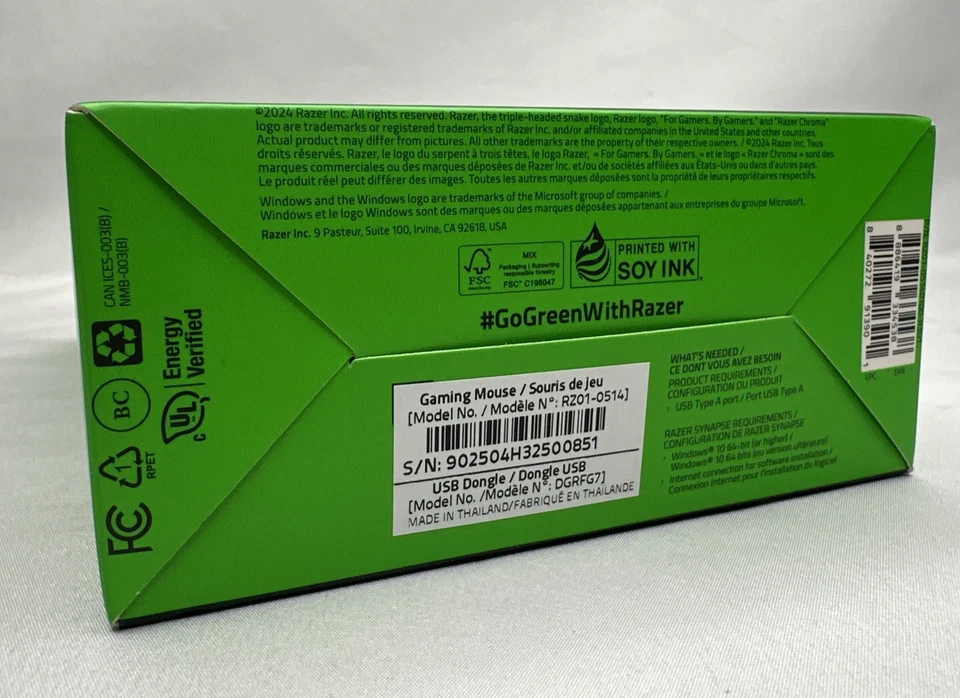 ©2024 Razer Inc. All rights reserved. Razer, the triple-headed snake logo, Razer logo, "For Gamers. By Gamers." and "Razer Chroma"
logo are trademarks or registered trademarks of Razer Inc. and/or affiliated companies in the United States and other countries.
Actual product may differ from pictures. All other trademarks are the property of their respective owners. / ©2024 Razer Inc. Tous
droits réservés. Razer, le logo du serpent à trois têtes, le logo Razer, « For Gamers. By Gamers. » et le logo « Razer Chroma » sont des
marques commerciales ou des marques déposées de Razer Inc. et/ou de sociétés affiliées aux États-Unis ou dans d'autres pays.
Le produit réel peut différer des images. Toutes les autres marques déposées sont la propriété de leurs propriétaires respectifs.
Windows and the Windows logo are trademarks of the Microsoft group of companies. /
Windows et le logo Windows sont des marques ou des marques déposées appartenant aux entreprises du groupe Microsoft.
Razer Inc. 9 Pasteur, Suite 100, Irvine, CA 92618, USA
FSC
MIX
Packaging | Supporting
responsible forestry
FSC® C198047
PRINTED WITH
SOY INK
#GoGreenWithRazer
CAN ICES-003(B) /
NMB-003(B)
BC
1
RPET
FC
c UL
Energy
Verified
Gaming Mouse / Souris de jeu
[Model No. / Modèle N°: RZ01-0514]
S/N: 902504H32500851
USB Dongle / Dongle USB
[Model No. /Modèle N°: DGRFG7]
MADE IN THAILAND/FABRIQUÉ EN THAÏLANDE
WHAT'S NEEDED /
CE DONT VOUS AVEZ BESOIN
PRODUCT REQUIREMENTS /
CONFIGURATION DU PRODUIT
· USB Type A port / Port USB Type A
RAZER SYNAPSE REQUIREMENTS /
CONFIGURATION DE RAZER SYNAPSE
· Windows® 10 64-bit (or higher) /
Windows® 10 64 bits (ou version ultérieure)
· Internet connection for software installation /
Connexion Internet pour l'installation du logiciel
8 40272 91390 1
UPC
EAN